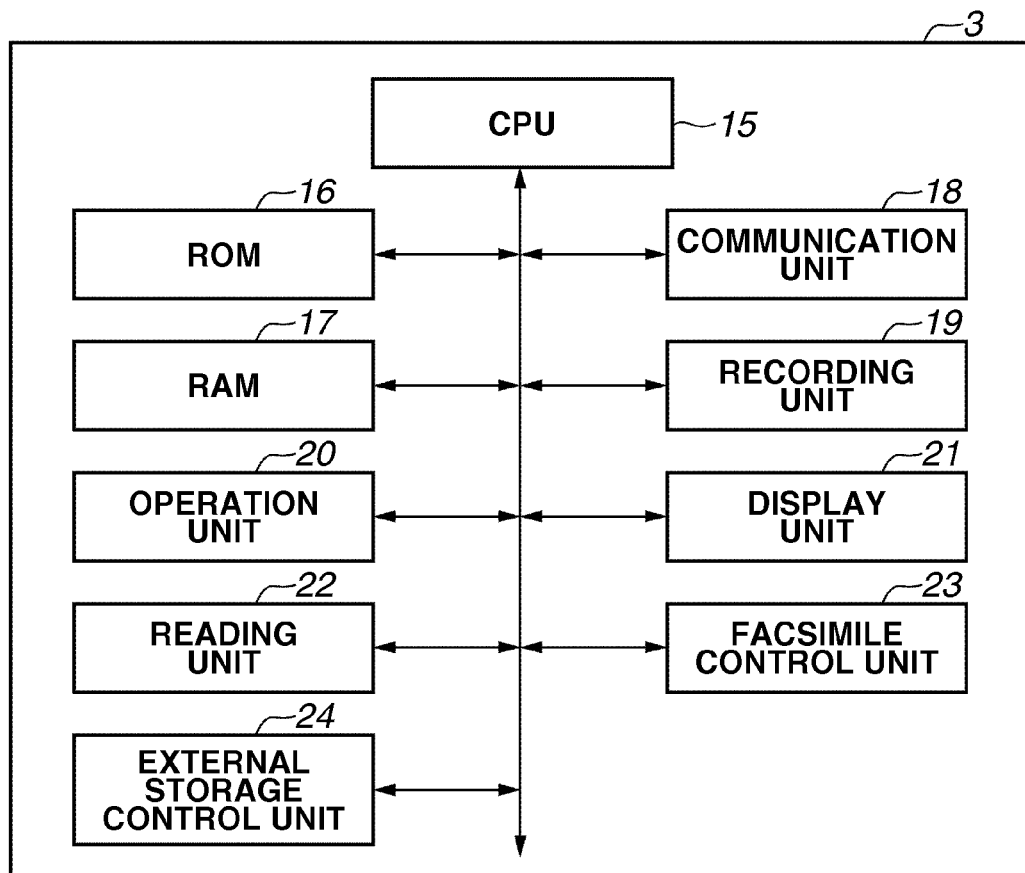 3
CPU
15
16
ROM
18
COMMUNICATION
UNIT
17
RAM
19
RECORDING
UNIT
20
OPERATION
UNIT
21
DISPLAY
UNIT
22
READING
UNIT
23
FACSIMILE
CONTROL UNIT
24
EXTERNAL
STORAGE
CONTROL UNIT